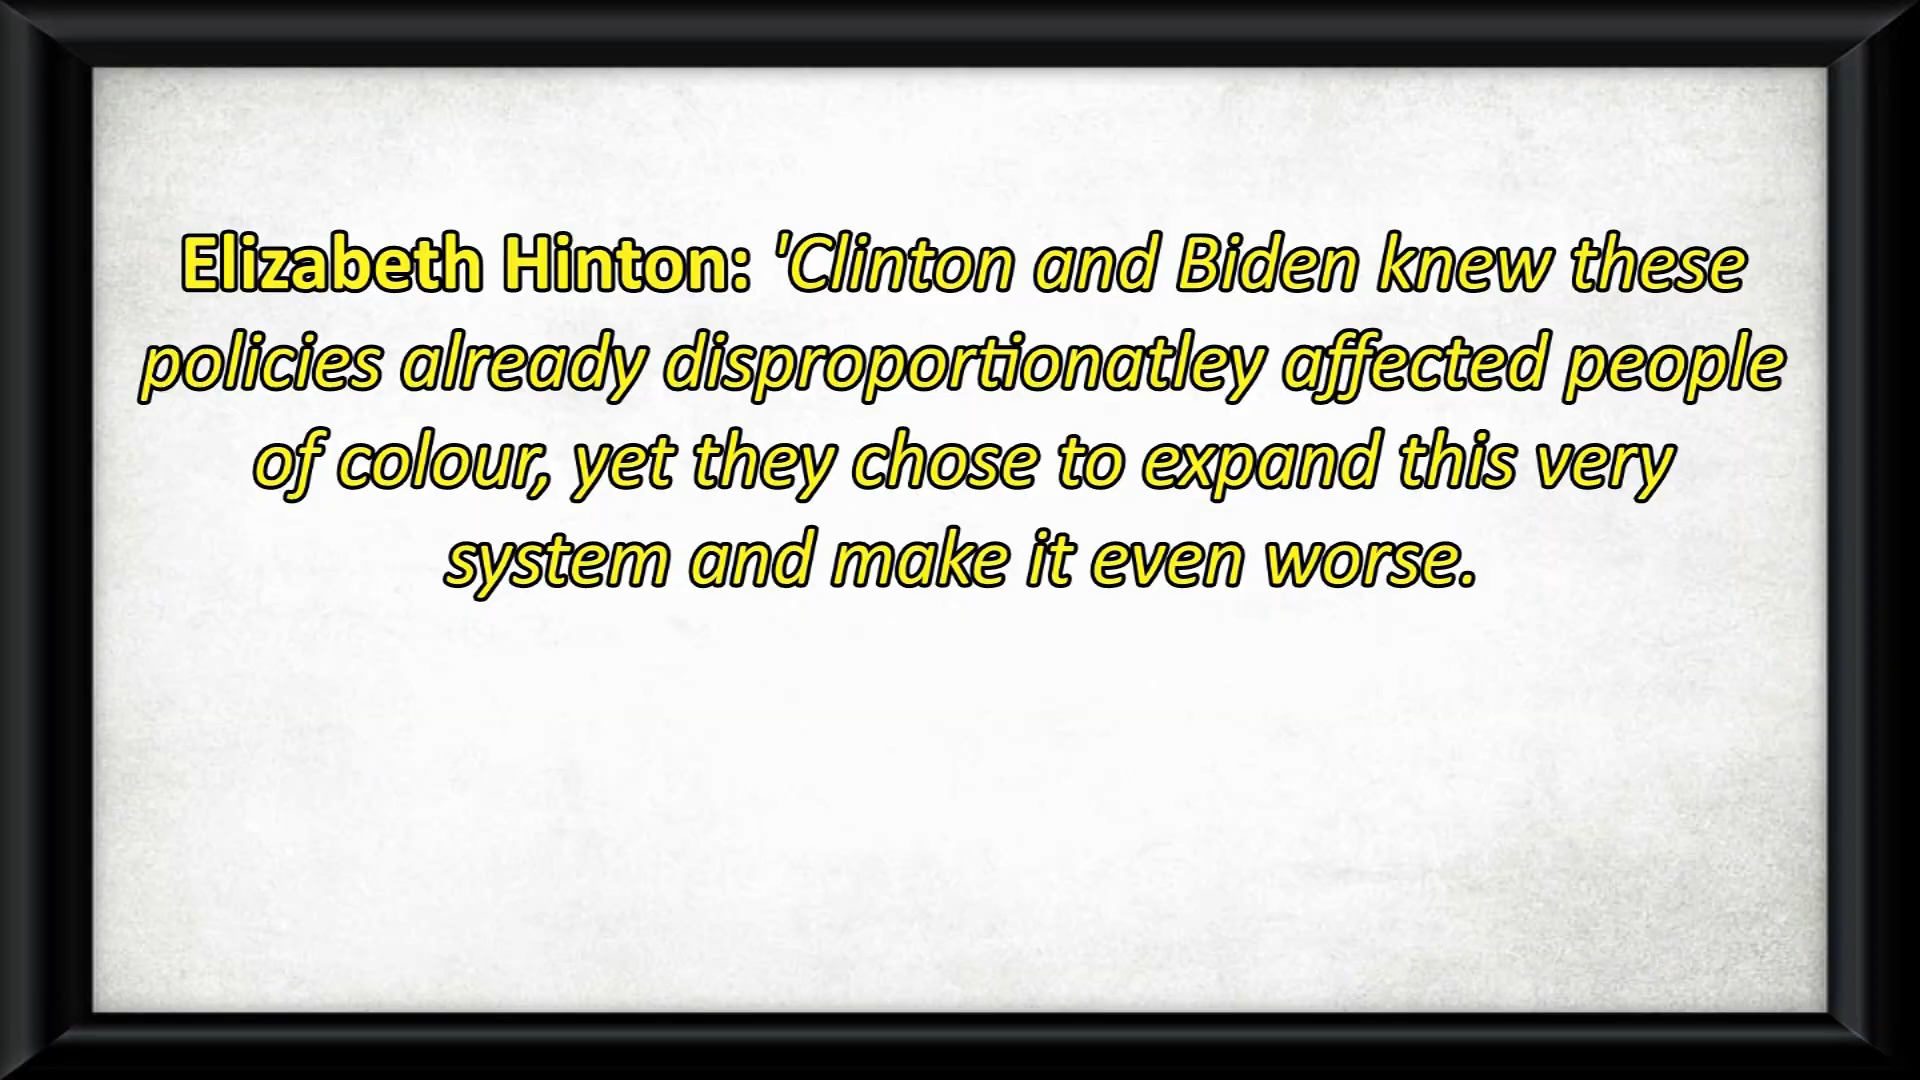 Elizabeth Hinton: 'Clinton and Biden knew these
policies already disproportionatley affected people
of colour, yet they chose to expand this very
system and make it even worse.